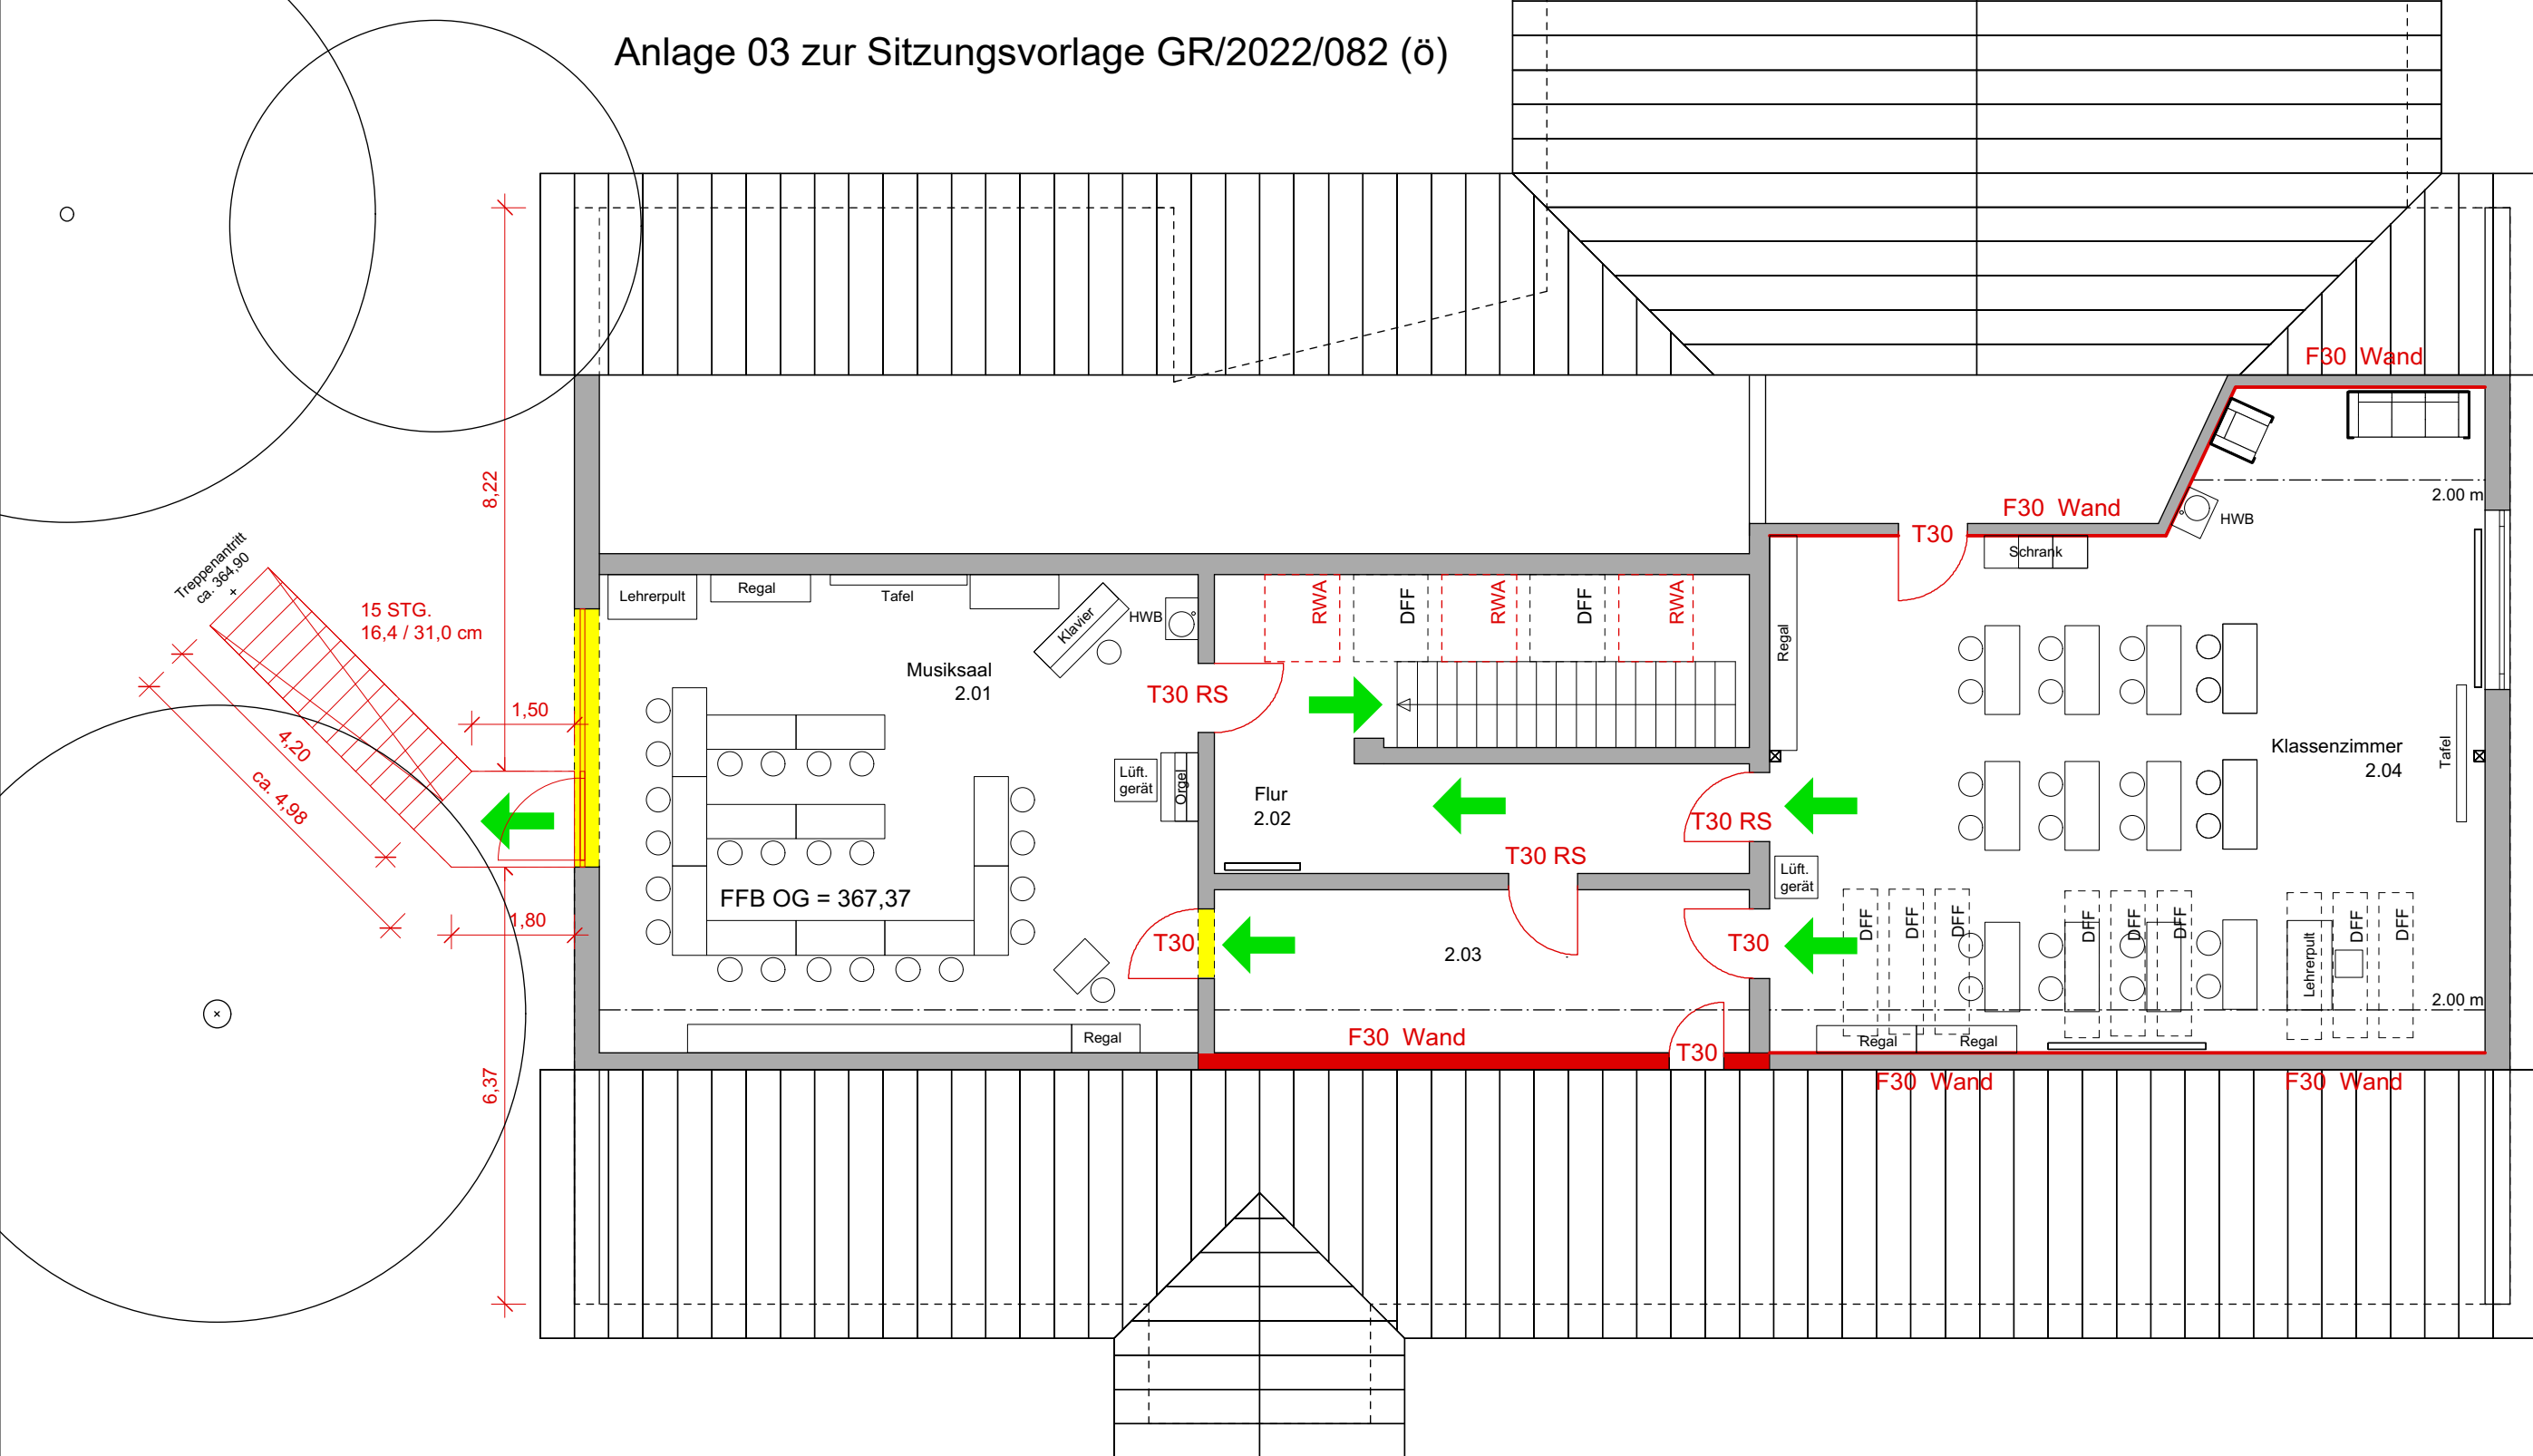 Anlage 03 zur Sitzungsvorlage GR/2022/082 (ö)
F30 Wand
8,22
2.00 m
F30 Wand
HWB
T30
Schrank
Treppenantritt
ca. 364,90
+
15 STG.
16,4 / 31,0 cm
Lehrerpult
Regal
Tafel
Klavier
HWB
RWA
DFF
RWA
DFF
RWA
Regal
Musiksaal
2.01
T30 RS
1,50
4,20
ca. 4,98
Klassenzimmer
2.04
Tafel
Lüft.
gerät
Orgel
Flur
2.02
T30 RS
T30 RS
Lüft.
gerät
FFB OG = 367,37
1,80
T30
2.03
T30
DFF
DFF
DFF
DFF
DFF
DFF
Lehrerpult
DFF
DFF
2.00 m
Regal
F30 Wand
T30
Regal
Regal
6,37
F30 Wand
F30 Wand